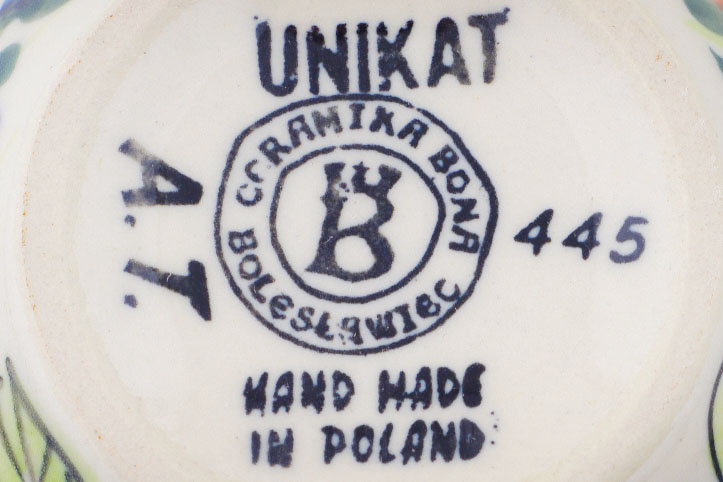 UNIKAT
CERAMIKA BONA
BOLESŁAWIEC
B
A.T.
445
HAND MADE
IN POLAND